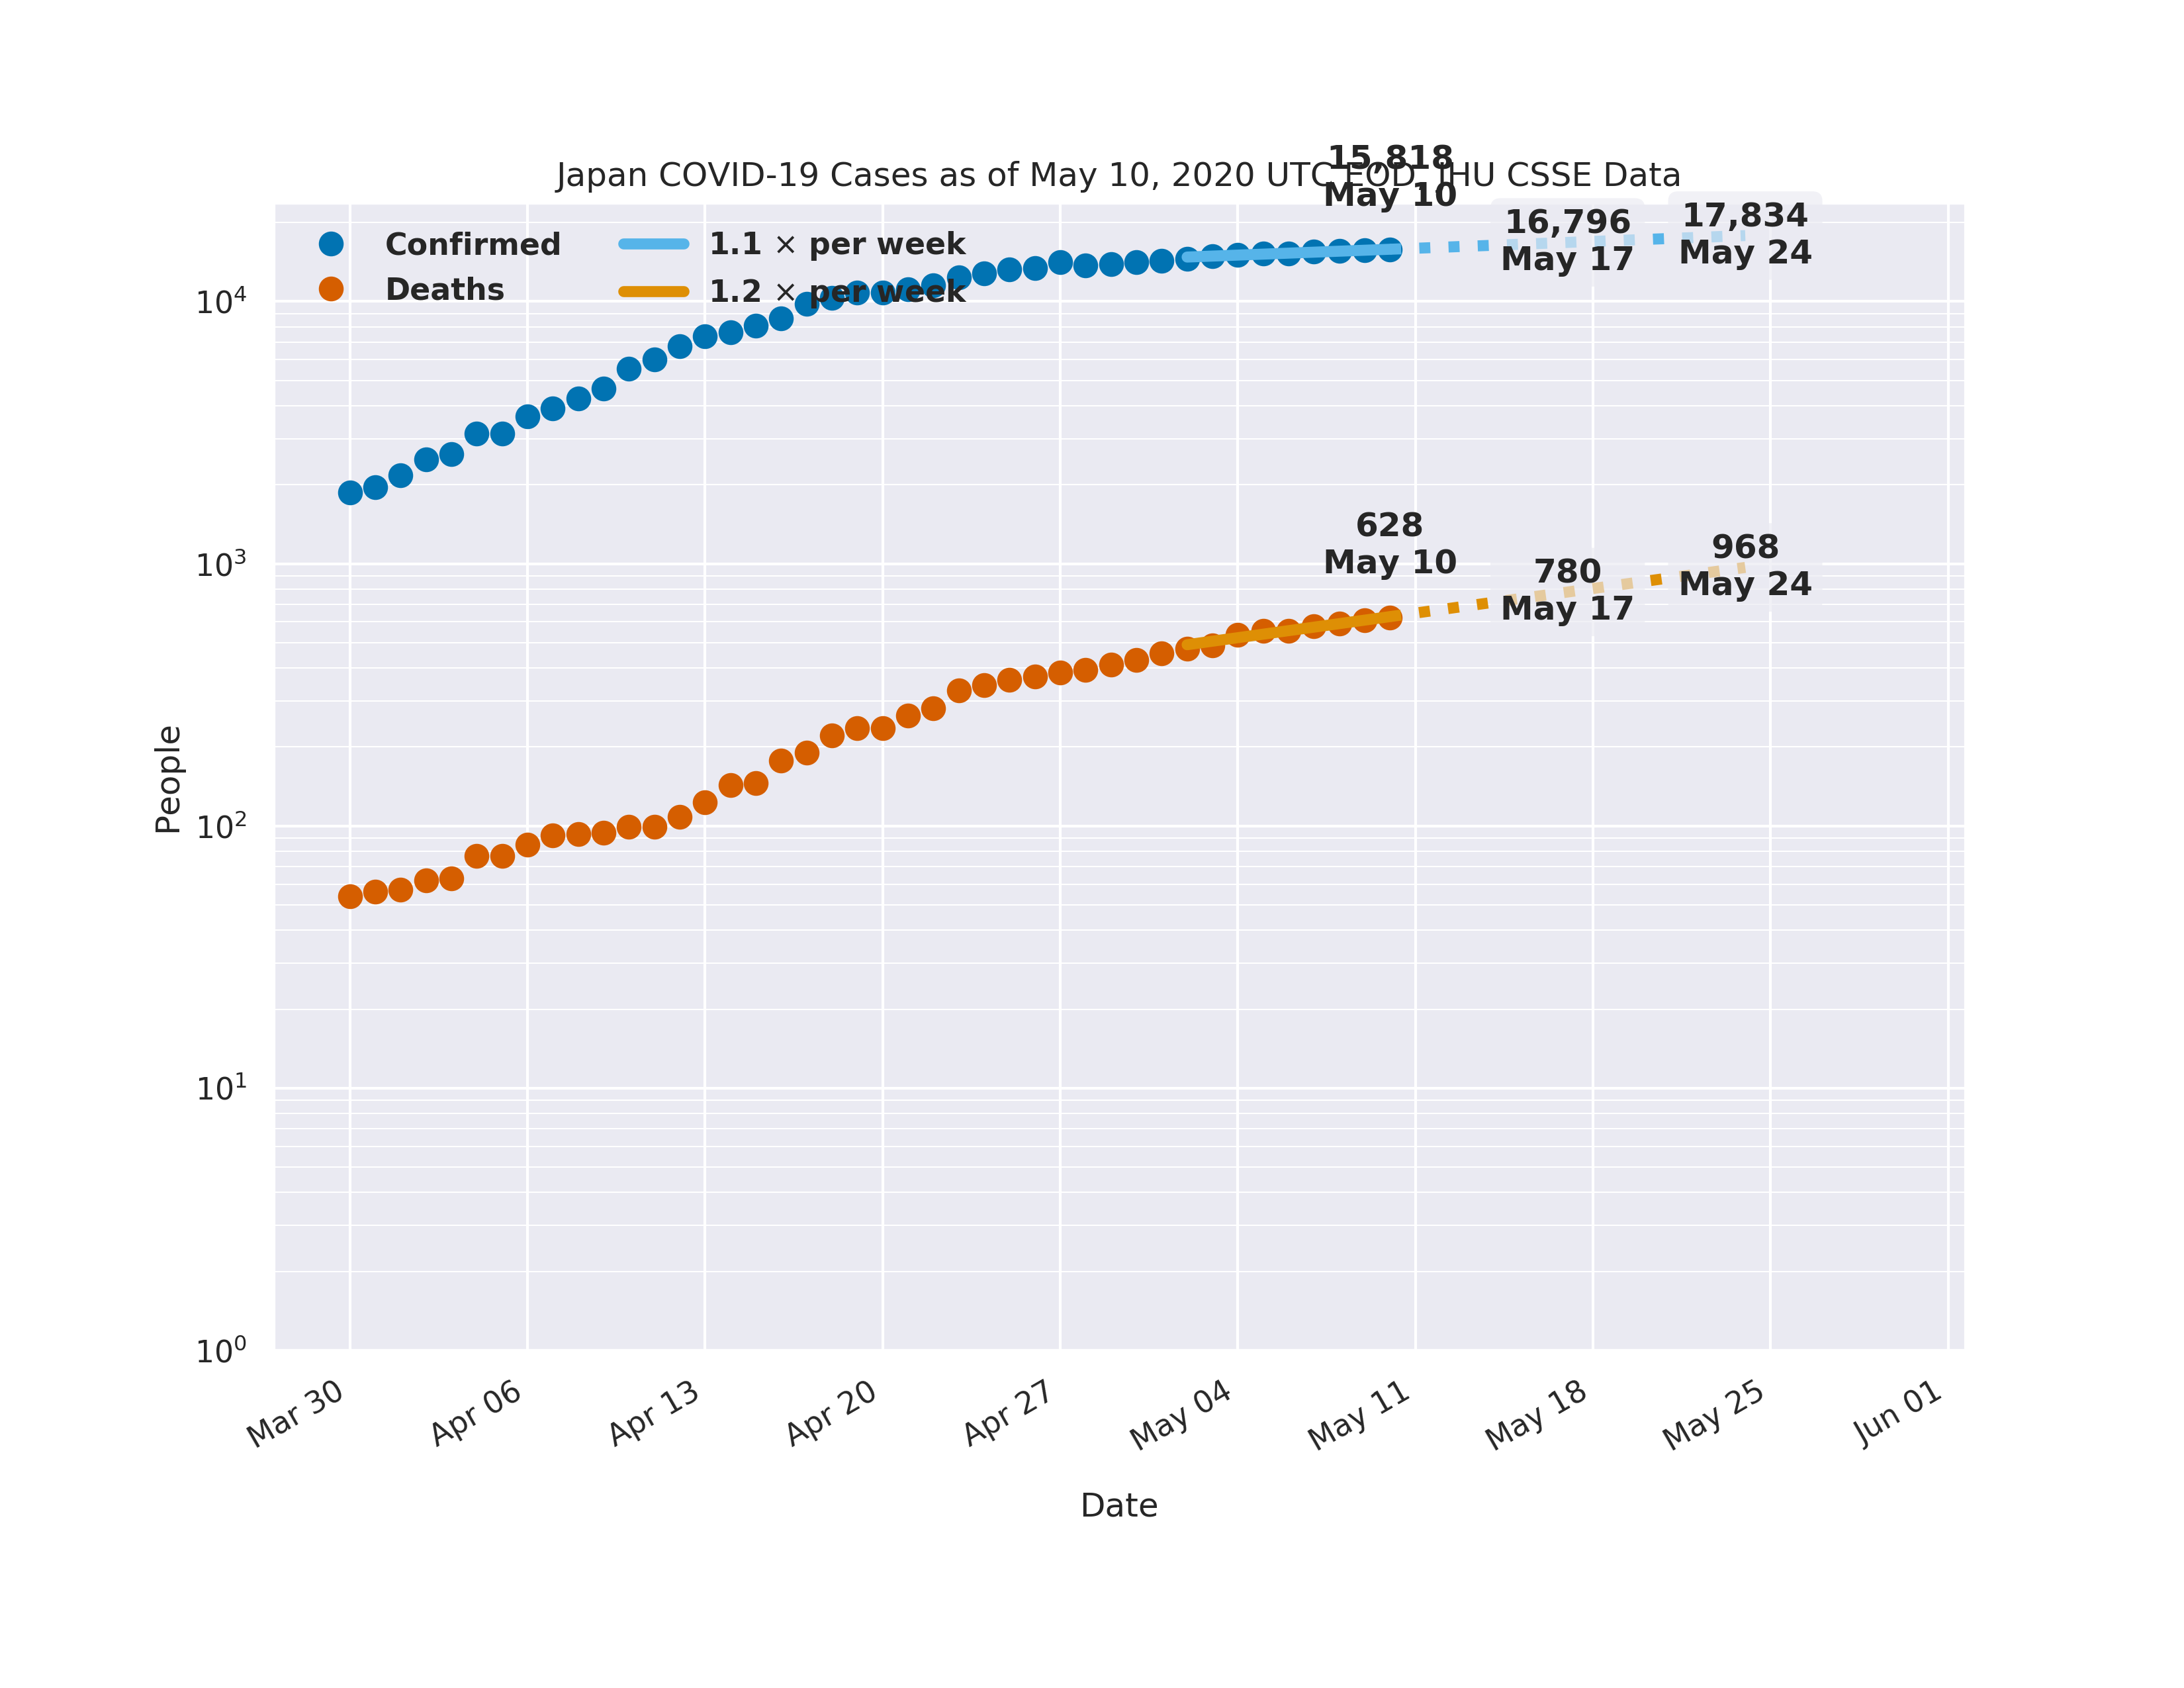 Japan COVID-19 Cases as of May 10, 2020 UTC EOD, JHU CSSE Data
15,818
May 10
16,796
May 17
17,834
May 24
Confirmed
Deaths
1.1 × per week
1.2 × per week
628
May 10
780
May 17
968
May 24
People
10⁴
10³
10²
10¹
10⁰
Mar 30
Apr 06
Apr 13
Apr 20
Apr 27
May 04
May 11
May 18
May 25
Jun 01
Date